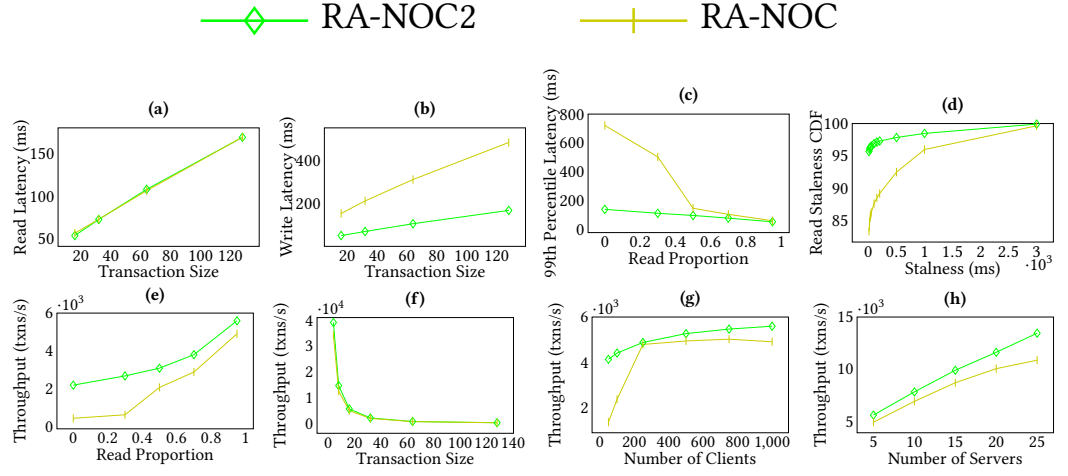 RA-NOC2 RA-NOC
(a)
Read Latency (ms)
150
100
50
20 40 60 80 100 120
Transaction Size
(b)
Write Latency (ms)
400
200
20 40 60 80 100 120
Transaction Size
(c)
99th Percentile Latency (ms)
800
600
400
200
0
0 0.2 0.4 0.6 0.8 1
Read Proportion
(d)
Read Staleness CDF
100
95
90
85
0 1 2 3
·10³
Stalness (ms)
(e)
·10³
Throughput (txns/s)
6
4
2
0
0 0.2 0.4 0.6 0.8 1
Read Proportion
(f)
·10⁴
Throughput (txns/s)
4
3
2
1
0
0 20 40 60 80 100 120 140
Transaction Size
(g)
·10³
Throughput (txns/s)
6
4
2
0 200 400 600 800 1,000
Number of Clients
(h)
·10³
Throughput (txns/s)
15
10
5
5 10 15 20 25
Number of Servers